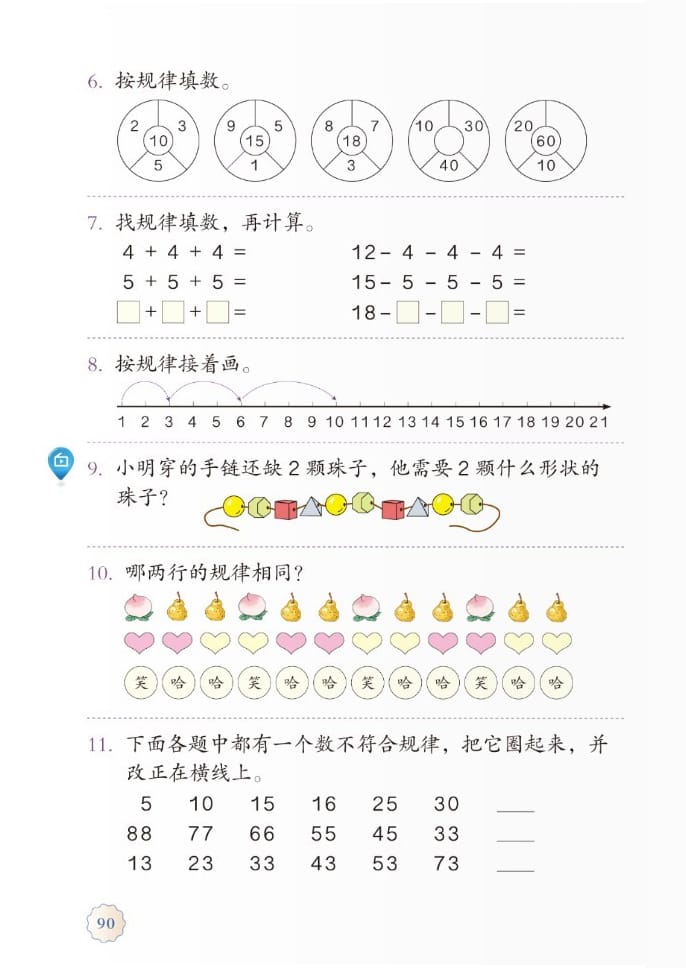 6. 按规律填数。
2 3 9 5 8 7 10 30 20
10 15 18 60
5 1 3 40 10
7. 找规律填数，再计算。
4 + 4 + 4 = 12 - 4 - 4 - 4 =
5 + 5 + 5 = 15 - 5 - 5 - 5 =
□ + □ + □ = 18 - □ - □ - □ =
8. 按规律接着画。
1 2 3 4 5 6 7 8 9 10 11 12 13 14 15 16 17 18 19 20 21
9. 小明穿的手链还缺 2 颗珠子，他需要 2 颗什么形状的
珠子？
10. 哪两行的规律相同？
笑 哈 哈 笑 哈 哈 笑 哈 哈 笑 哈 哈
11. 下面各题中都有一个数不符合规律，把它圈起来，并
改正在横线上。
5 10 15 16 25 30 ____
88 77 66 55 45 33 ____
13 23 33 43 53 73 ____
90